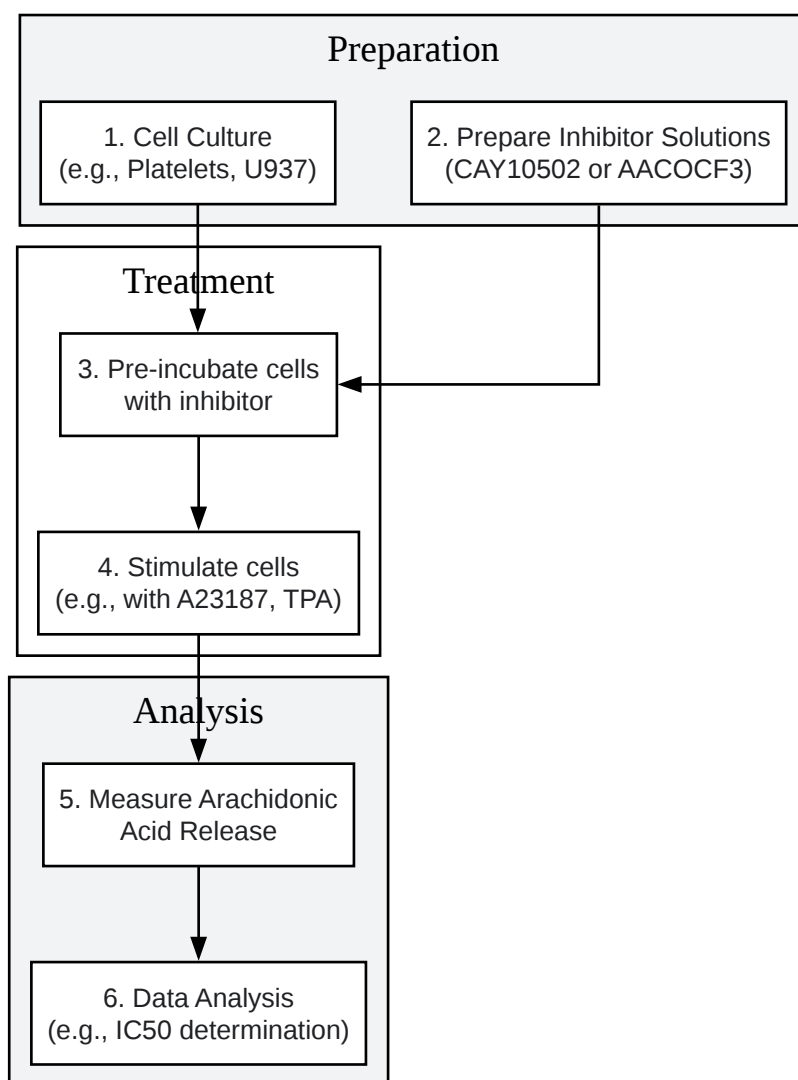 Preparation
1. Cell Culture
(e.g., Platelets, U937)
2. Prepare Inhibitor Solutions
(CAY10502 or AACOCF3)
Treatment
3. Pre-incubate cells
with inhibitor
4. Stimulate cells
(e.g., with A23187, TPA)
Analysis
5. Measure Arachidonic
Acid Release
6. Data Analysis
(e.g., IC50 determination)